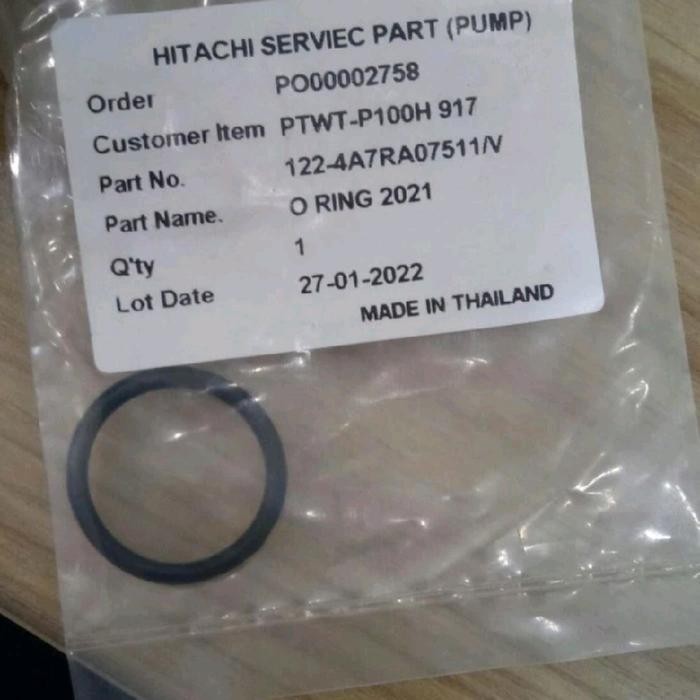 HITACHI SERVIEC PART (PUMP)
Order PO00002758
Customer Item PTWT-P100H 917
Part No. 122-4A7RA07511/V
Part Name. O RING 2021
Q'ty 1
Lot Date 27-01-2022
MADE IN THAILAND